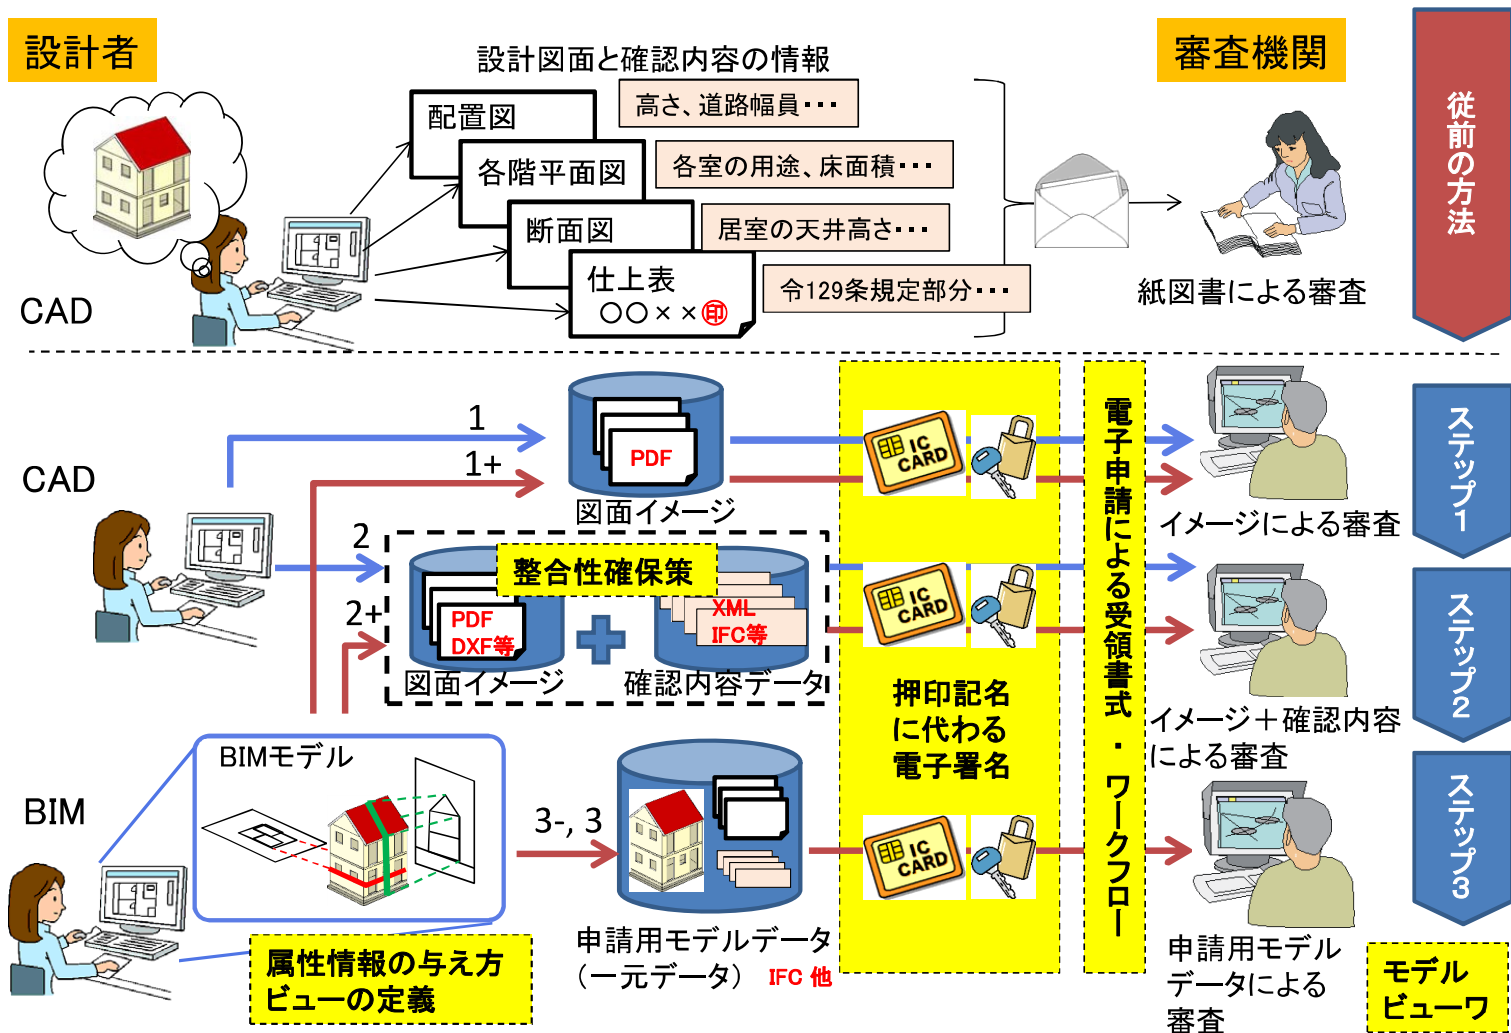 設計者
設計図面と確認内容の情報
審査機関
従前の方法
配置図
高さ、道路幅員・・・
各階平面図
各室の用途、床面積・・・
断面図
居室の天井高さ・・・
仕上表
〇〇××㊞
令129条規定部分・・・
CAD
紙図書による審査
CAD
1
1+
PDF
図面イメージ
IC
CARD
電子申請による受領書式・ワークフロー
イメージによる審査
ステップ1
2
2+
整合性確保策
PDF
DXF等
XML
IFC等
図面イメージ
確認内容データ
IC
CARD
押印記名
に代わる
電子署名
イメージ+確認内容
による審査
ステップ2
BIM
BIMモデル
3-, 3
IC
CARD
申請用モデルデータ
(一元データ) IFC 他
属性情報の与え方
ビューの定義
申請用モデル
データによる
審査
ステップ3
モデル
ビューワ